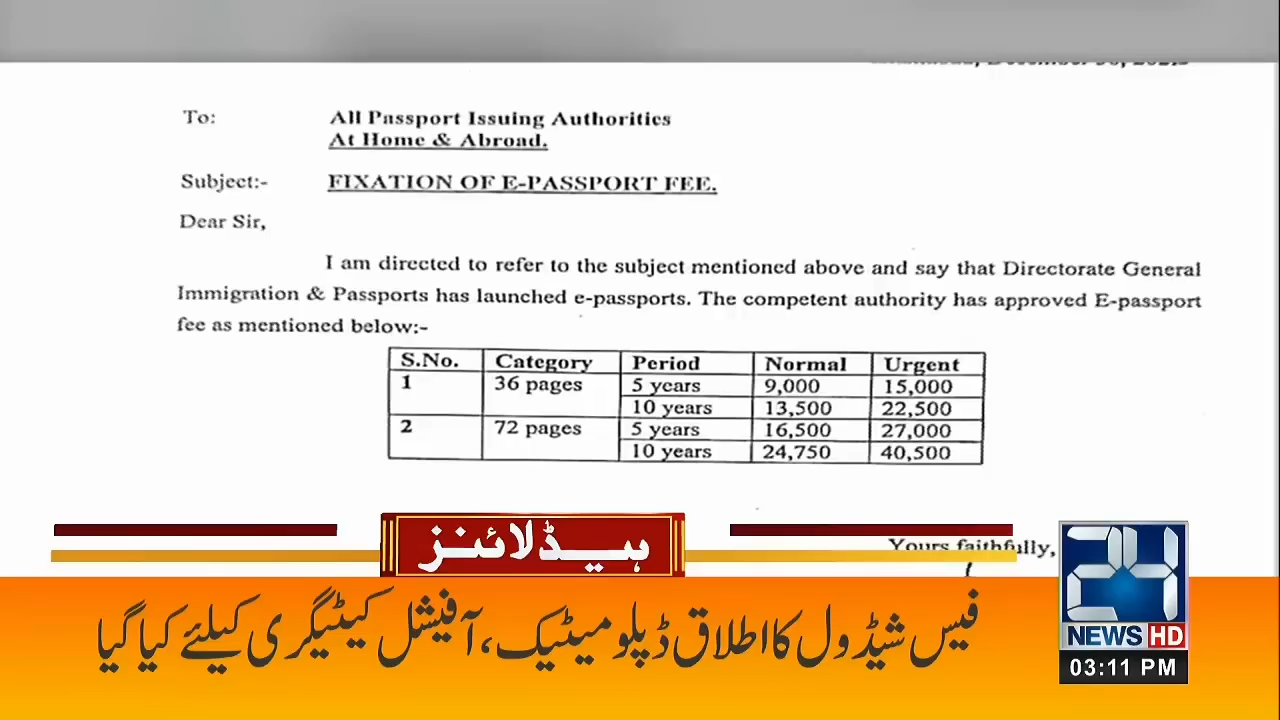 To: All Passport Issuing Authorities
At Home & Abroad.
Subject:- FIXATION OF E-PASSPORT FEE.
Dear Sir,
I am directed to refer to the subject mentioned above and say that Directorate General
Immigration & Passports has launched e-passports. The competent authority has approved E-passport
fee as mentioned below:-
S.No. Category Period Normal Urgent
1 36 pages 5 years 9,000 15,000
10 years 13,500 22,500
2 72 pages 5 years 16,500 27,000
10 years 24,750 40,500
Yours faithfully,
ہیڈلائنز
فیس شیڈول کا اطلاق ڈپلومیٹیک، آفیشل کیٹیگری کیلئے کیا گیا
24
NEWS HD
03:11 PM